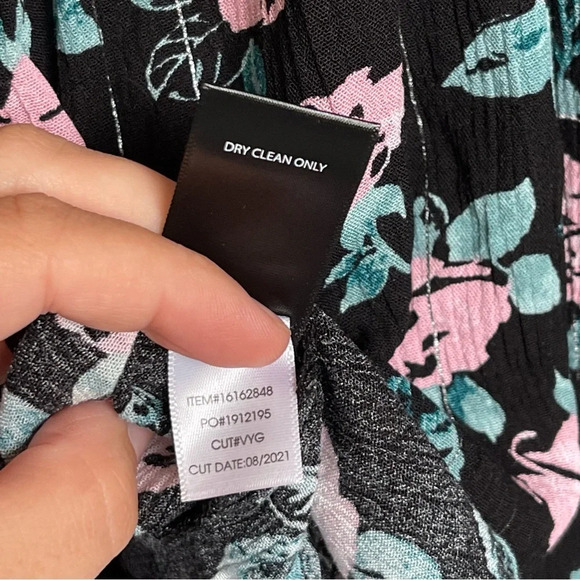 DRY CLEAN ONLY
ITEM#16162848
PO#1912195
CUT#VYG
CUT DATE:08/2021